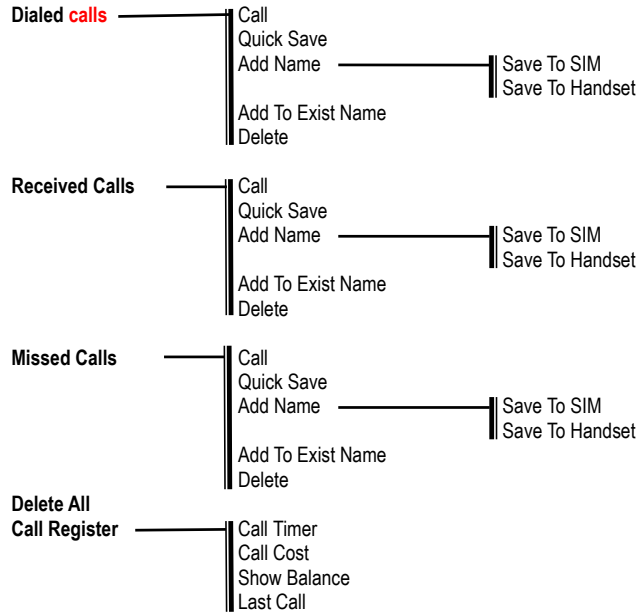 Dialed calls Call
Quick Save
Add Name Save To SIM
Save To Handset
Add To Exist Name
Delete
Received Calls Call
Quick Save
Add Name Save To SIM
Save To Handset
Add To Exist Name
Delete
Missed Calls Call
Quick Save
Add Name Save To SIM
Save To Handset
Add To Exist Name
Delete
Delete All
Call Register Call Timer
Call Cost
Show Balance
Last Call